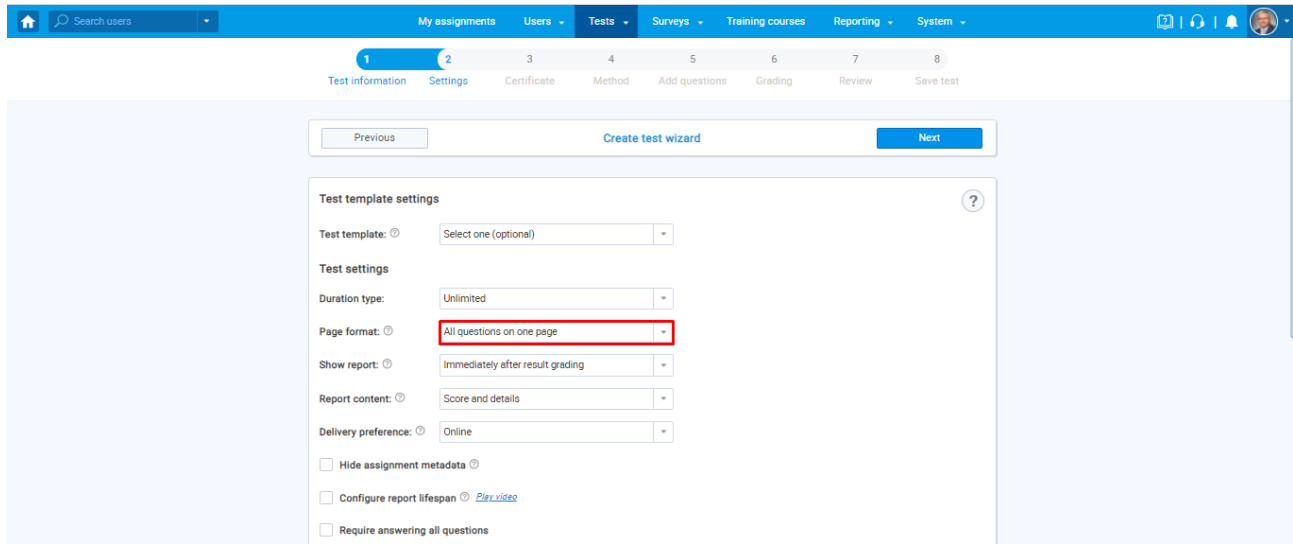 Search users My assignments Users Tests Surveys Training courses Reporting System
1 2 3 4 5 6 7 8
Test information Settings Certificate Method Add questions Grading Review Save test
Previous Create test wizard Next
Test template settings ?
Test template: ? Select one (optional)
Test settings
Duration type: Unlimited
Page format: ? All questions on one page
Show report: ? Immediately after result grading
Report content: ? Score and details
Delivery preference: ? Online
Hide assignment metadata ?
Configure report lifespan ? Play video
Require answering all questions